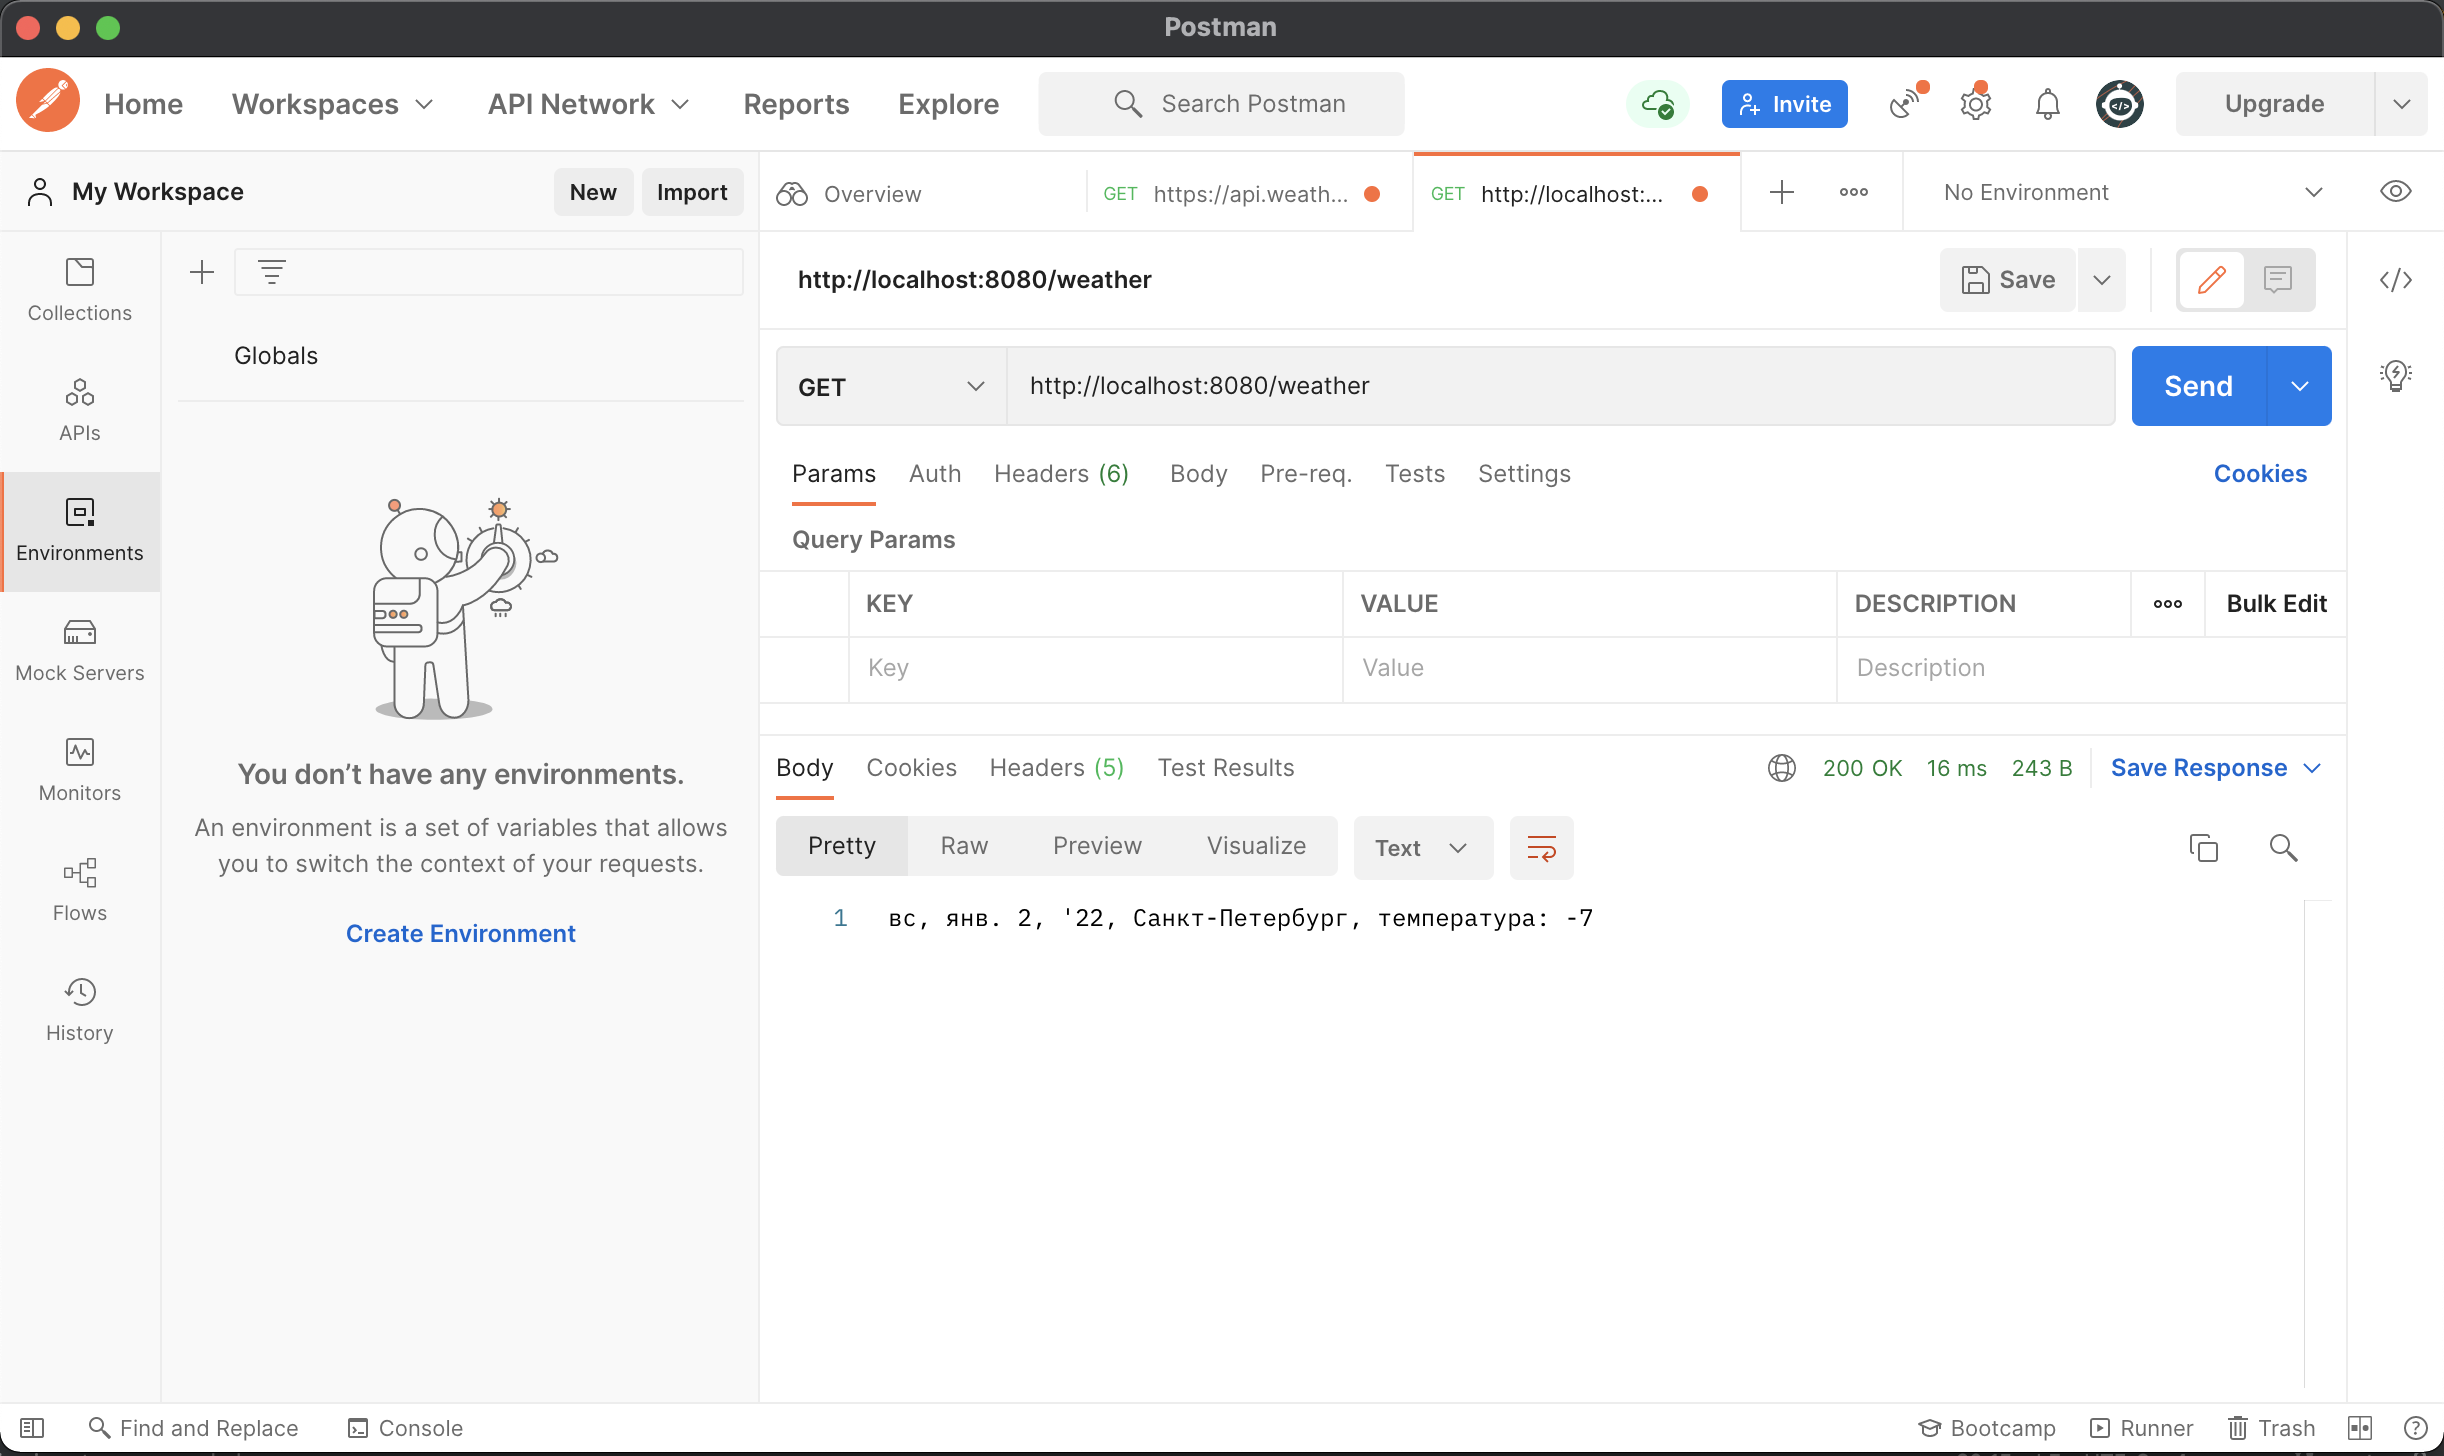 Postman
Home
Workspaces
API Network
Reports
Explore
Search Postman
Invite
Upgrade
My Workspace
New
Import
Overview
GET https://api.weath...
GET http://localhost:...
No Environment
Collections
APIs
Environments
Mock Servers
Monitors
Flows
History
Globals
You don’t have any environments.
An environment is a set of variables that allows
you to switch the context of your requests.
Create Environment
http://localhost:8080/weather
Save
GET
http://localhost:8080/weather
Send
Params
Auth
Headers (6)
Body
Pre-req.
Tests
Settings
Cookies
Query Params
KEY
VALUE
DESCRIPTION
Bulk Edit
Key
Value
Description
Body
Cookies
Headers (5)
Test Results
200 OK
16 ms
243 B
Save Response
Pretty
Raw
Preview
Visualize
Text
1 вс, янв. 2, '22, Санкт-Петербург, температура: -7
Find and Replace
Console
Bootcamp
Runner
Trash